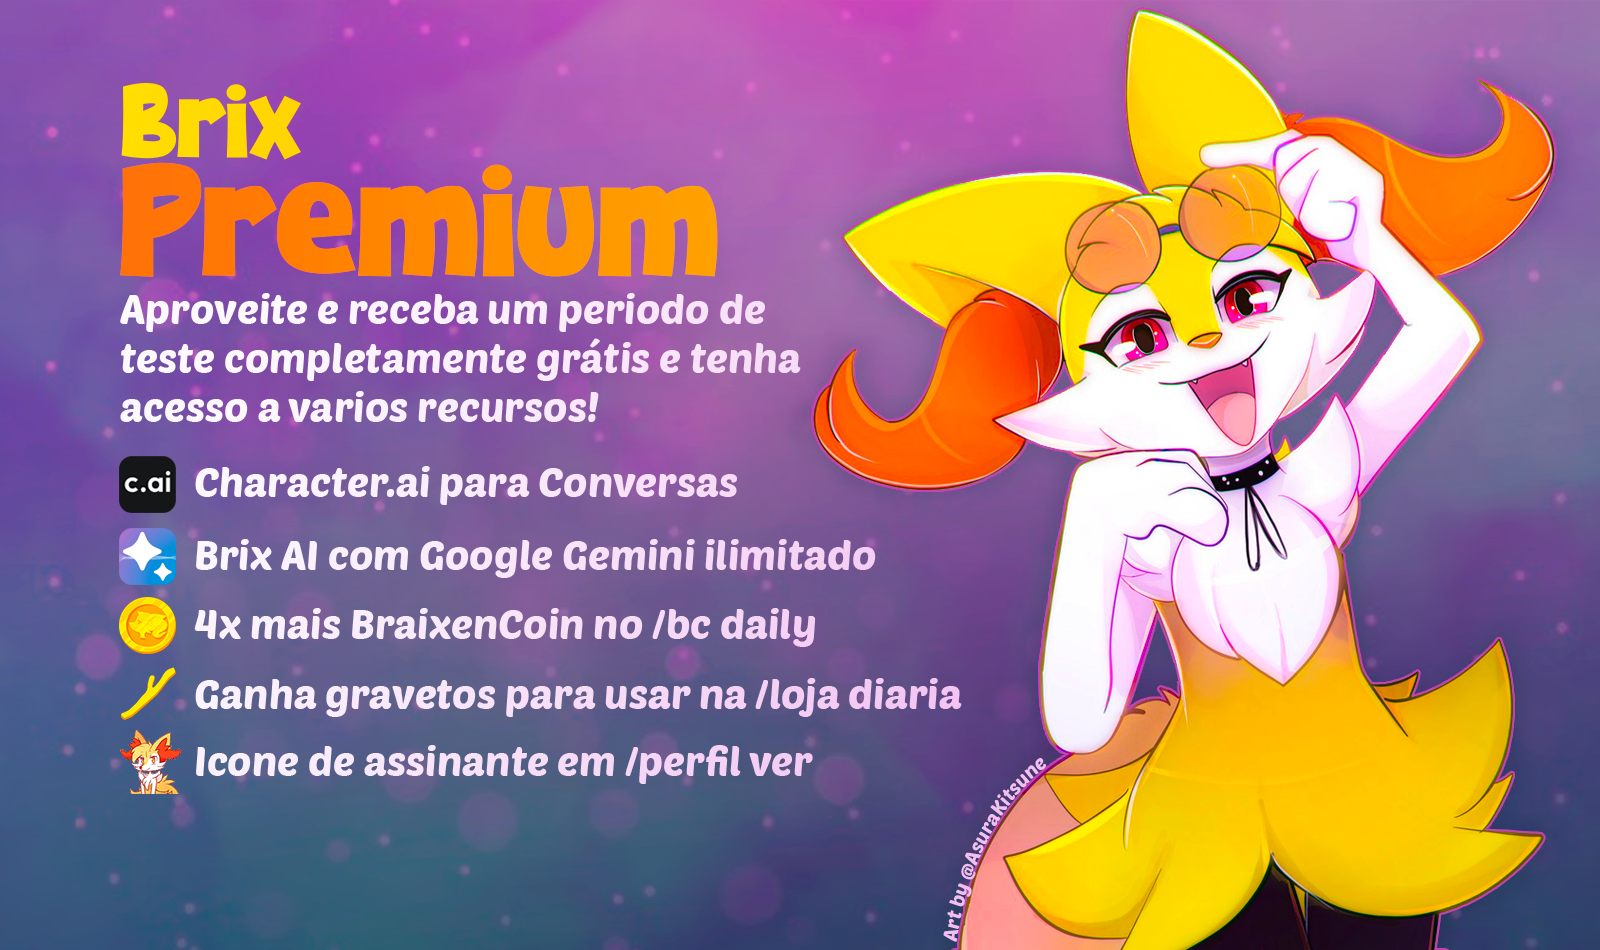 Brix
Premium
Aproveite e receba um periodo de
teste completamente grátis e tenha
acesso a varios recursos!
c.ai Character.ai para Conversas
Brix AI com Google Gemini ilimitado
4x mais BraixenCoin no /bc daily
Ganha gravetos para usar na /loja diaria
Icone de assinante em /perfil ver
Art by @AsuraKitsune